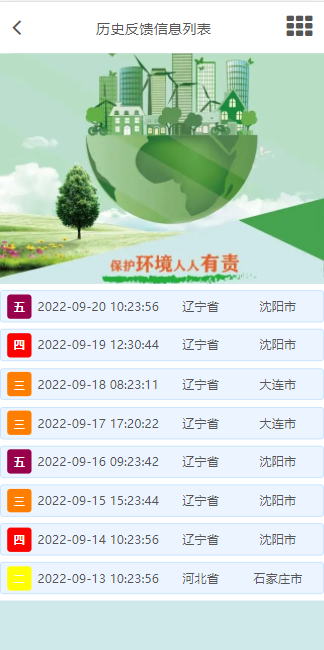 历史反馈信息列表
保护环境人人有责
五 2022-09-20 10:23:56 辽宁省 沈阳市
四 2022-09-19 12:30:44 辽宁省 沈阳市
三 2022-09-18 08:23:11 辽宁省 大连市
三 2022-09-17 17:20:22 辽宁省 大连市
五 2022-09-16 09:23:42 辽宁省 沈阳市
三 2022-09-15 15:23:44 辽宁省 沈阳市
四 2022-09-14 10:23:56 辽宁省 沈阳市
二 2022-09-13 10:23:56 河北省 石家庄市